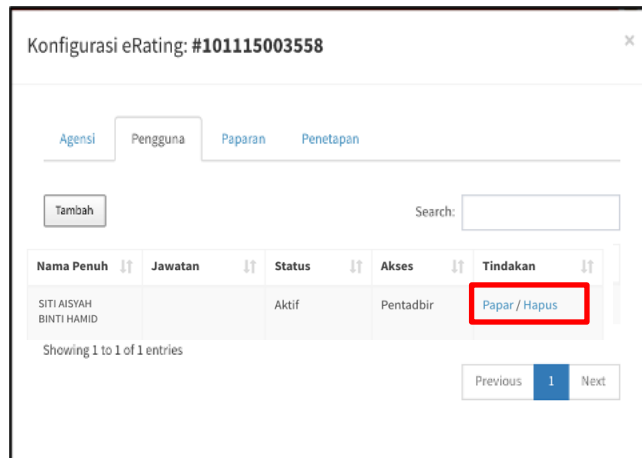 Konfigurasi eRating: #101115003558 ×
Agensi Pengguna Paparan Penetapan
Tambah Search:
Nama Penuh Jawatan Status Akses Tindakan
SITI AISYAH Aktif Pentadbir Papar / Hapus
BINTI HAMID
Showing 1 to 1 of 1 entries
Previous 1 Next